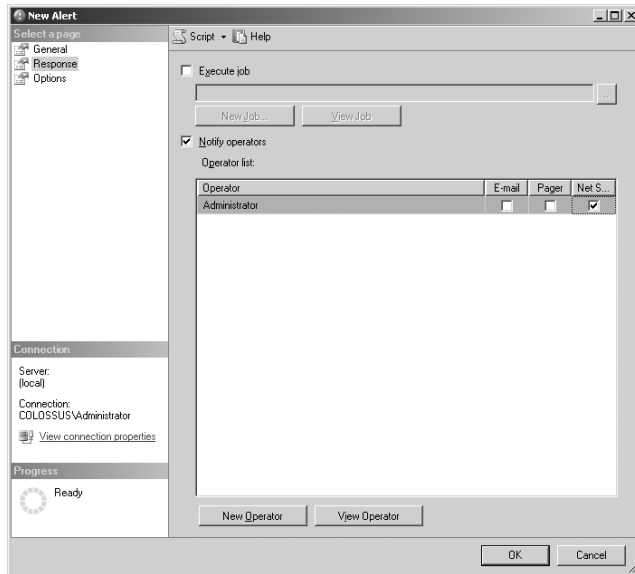 New Alert
Select a page
General
Response
Options
Script
Help
Execute job
...
New Job...
View Job
Notify operators
Operator list:
Operator
E-mail
Pager
Net S...
Administrator
Connection
Server:
(local)
Connection:
COLOSSUS\Administrator
View connection properties
Progress
Ready
New Operator
View Operator
OK
Cancel